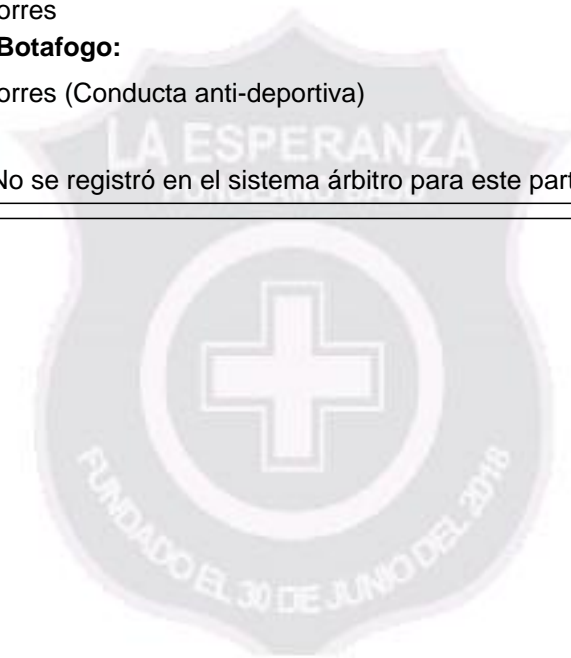 orres
Botafogo:
orres (Conducta anti-deportiva)
LA ESPERANZA
No se registró en el sistema árbitro para este part
FUNDADO EL 30 DE JUNIO DEL 2018